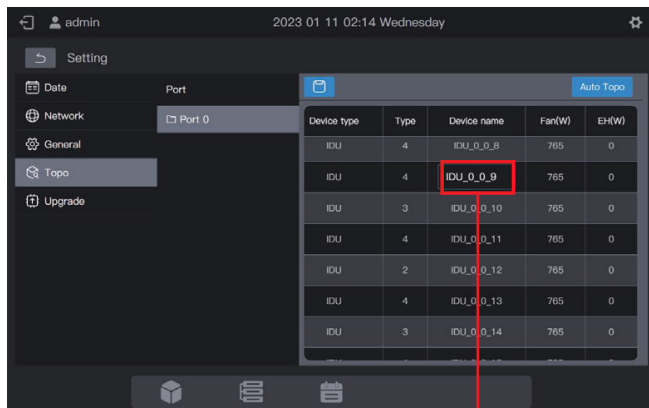 admin 2023 01 11 02:14 Wednesday
Setting
Date
Network
General
Topo
Upgrade
Port
Port 0
Auto Topo
Device type Type Device name Fan(W) EH(W)
IDU 4 IDU_0_0_8 765 0
IDU 4 IDU_0_0_9 765 0
IDU 3 IDU_0_0_10 765 0
IDU 4 IDU_0_0_11 765 0
IDU 2 IDU_0_0_12 765 0
IDU 4 IDU_0_0_13 765 0
IDU 3 IDU_0_0_14 765 0